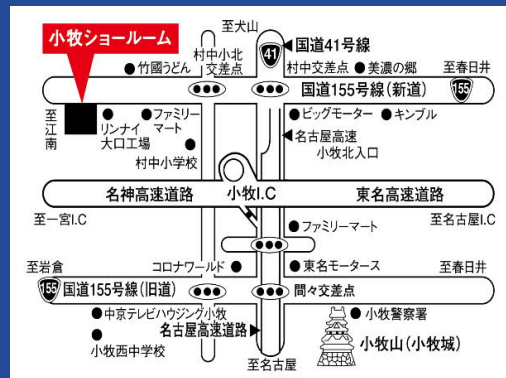 至犬山
小牧ショールーム
国道41号線
41
村中小北
交差点
竹國うどん
村中交差点
美濃の郷
至春日井
国道155号線(新道)
155
至江南
リンナイ
大口工場
ファミリー
マート
ビッグモーター
キンブル
村中小学校
名古屋高速
小牧北入口
名神高速道路
小牧I.C
東名高速道路
至一宮I.C
至名古屋I.C
ファミリーマート
至岩倉
コロナワールド
東名モータース
至春日井
155
国道155号線(旧道)
間々交差点
中京テレビハウジング小牧
小牧警察署
名古屋高速道路
小牧西中学校
小牧山(小牧城)
至名古屋